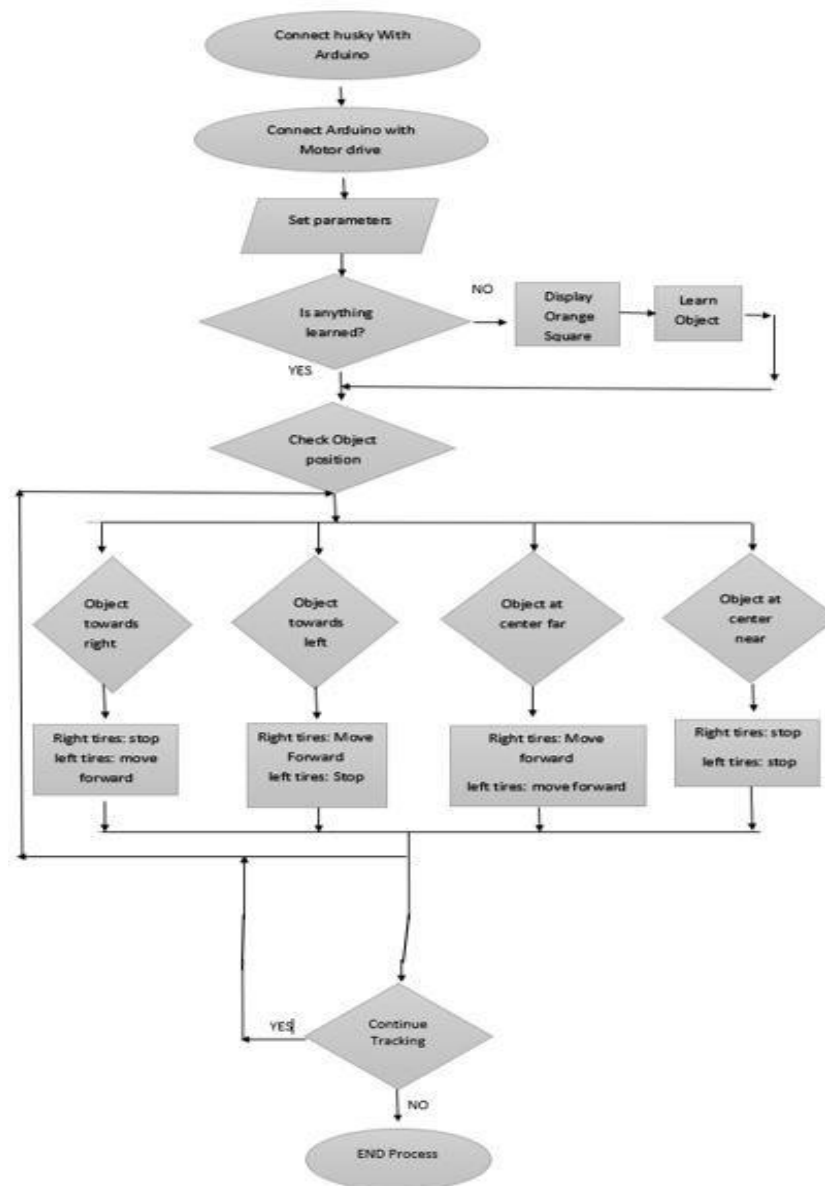 Connect husky With
Arduino
Connect Arduino with
Motor drive
Set parameters
Is anything
learned?
NO
Display
Orange
Square
Learn
Object
YES
Check Object
position
Object
towards
right
Object
towards
left
Object at
center far
Object at
center
near
Right tires: stop
left tires: move
forward
Right tires: Move
Forward
left tires: Stop
Right tires: Move
forward
left tires: move forward
Right tires: stop
left tires: stop
YES
Continue
Tracking
NO
END Process